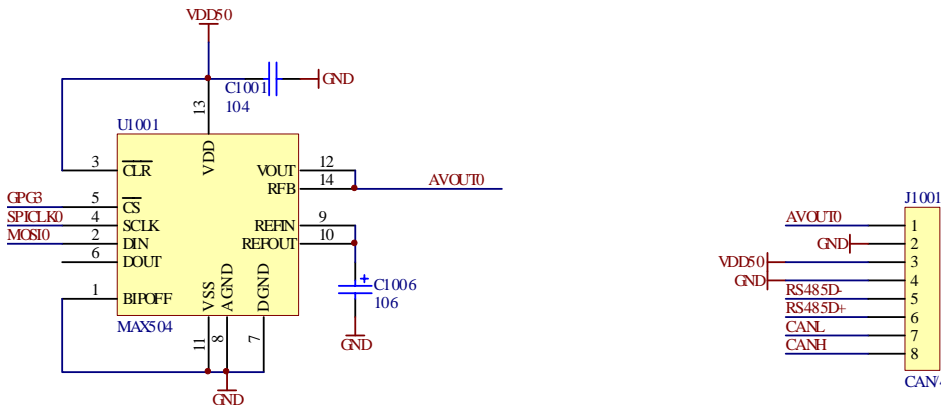 VDD50
C1001
104
GND
13
U1001
VDD
3
CLR
VOUT
12
RFB
14
AVOUT0
GPG3
5
CS
SPICLK0
4
SCLK
REFIN
9
MOSI0
2
DIN
REFOUT
10
6
DOUT
1
BIPOFF
VSS
AGND
DGND
C1006
106
MAX504
11
8
7
GND
GND
J1001
AVOUT0
1
GND
2
VDD50
3
GND
4
RS485D-
5
RS485D+
6
CANL
7
CANH
8